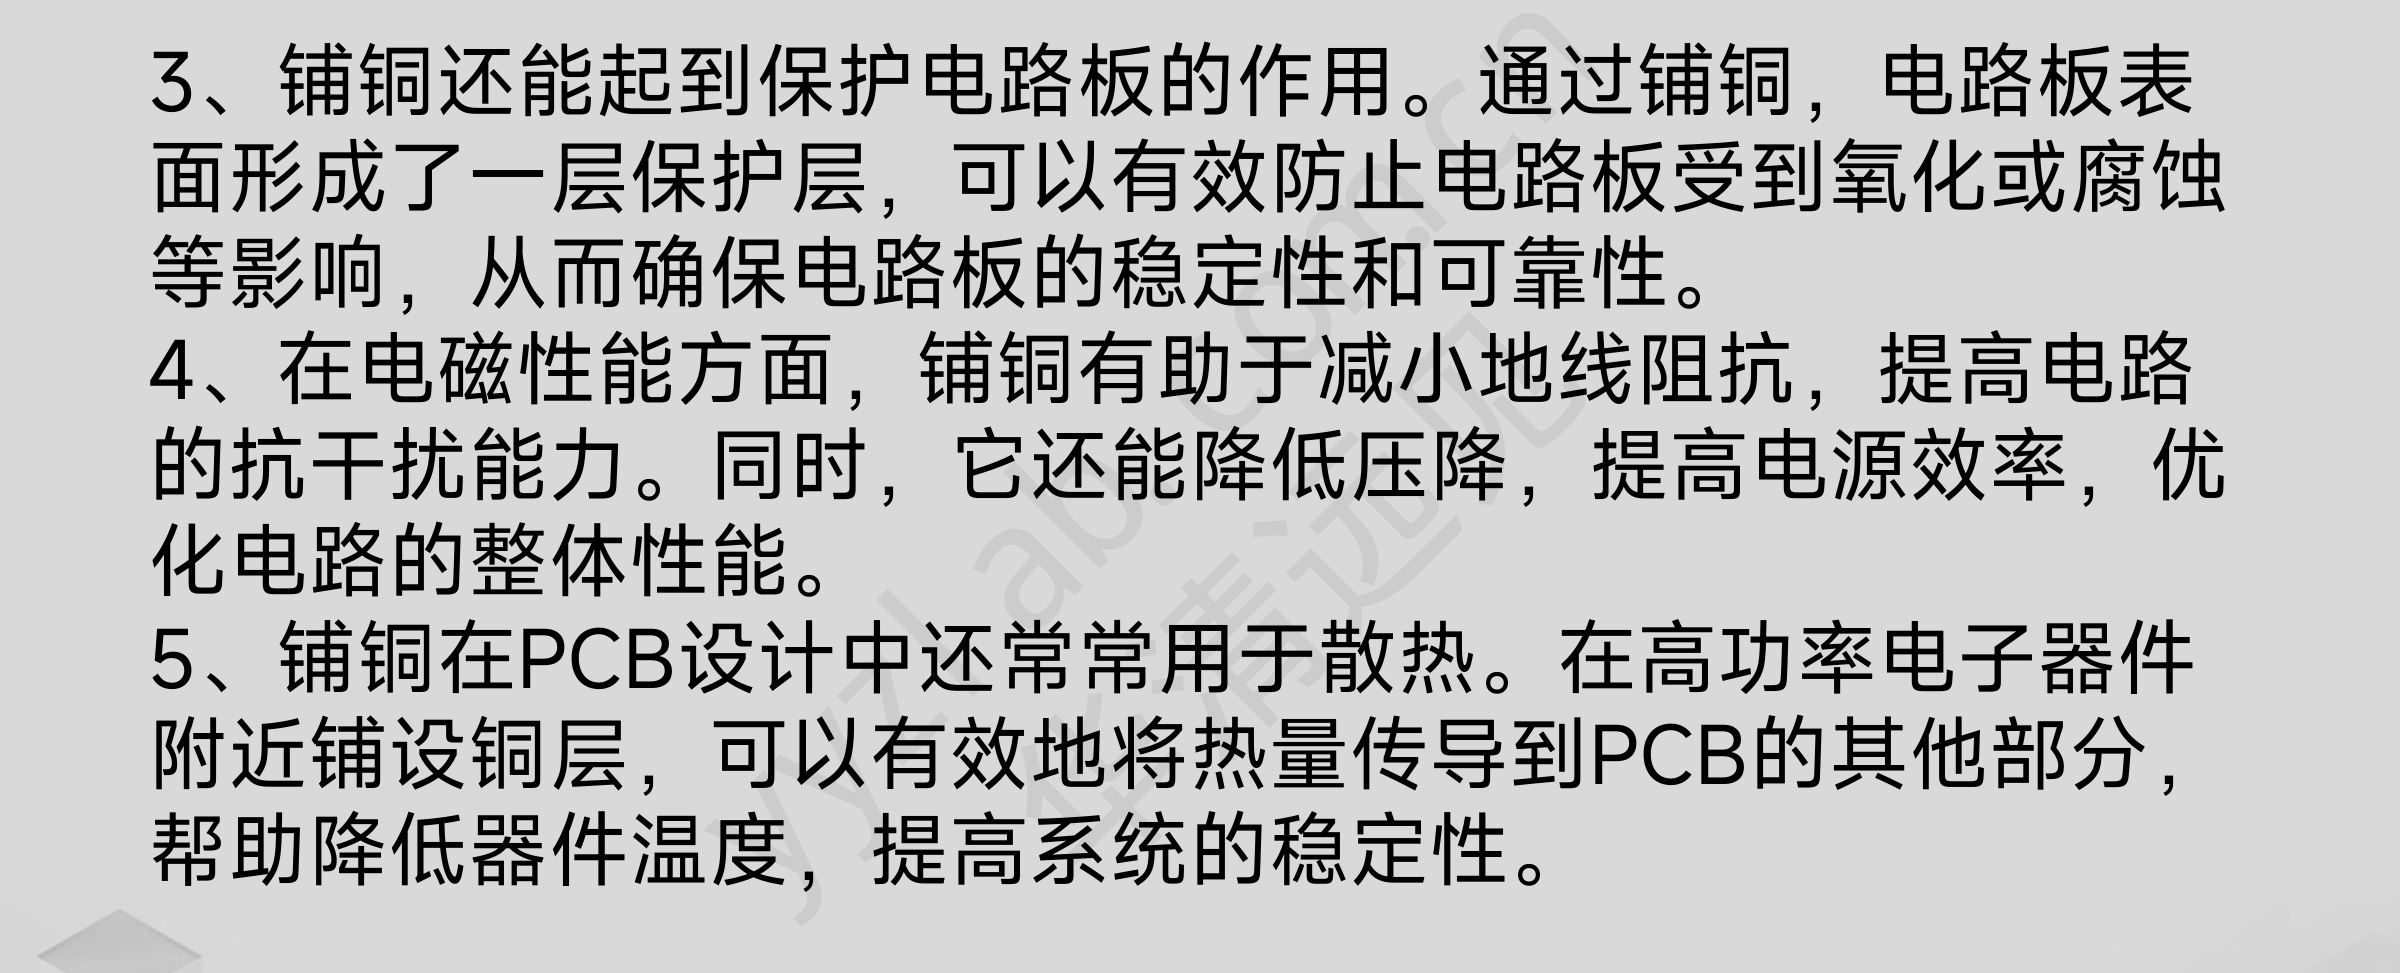 3、铺铜还能起到保护电路板的作用。通过铺铜，电路板表
面形成了一层保护层，可以有效防止电路板受到氧化或腐蚀
等影响，从而确保电路板的稳定性和可靠性。
4、在电磁性能方面，铺铜有助于减小地线阻抗，提高电路
的抗干扰能力。同时，它还能降低压降，提高电源效率，优
化电路的整体性能。
5、铺铜在PCB设计中还常常用于散热。在高功率电子器件
附近铺设铜层，可以有效地将热量传导到PCB的其他部分，
帮助降低器件温度，提高系统的稳定性。
yyzlab.com.cn
华清远见